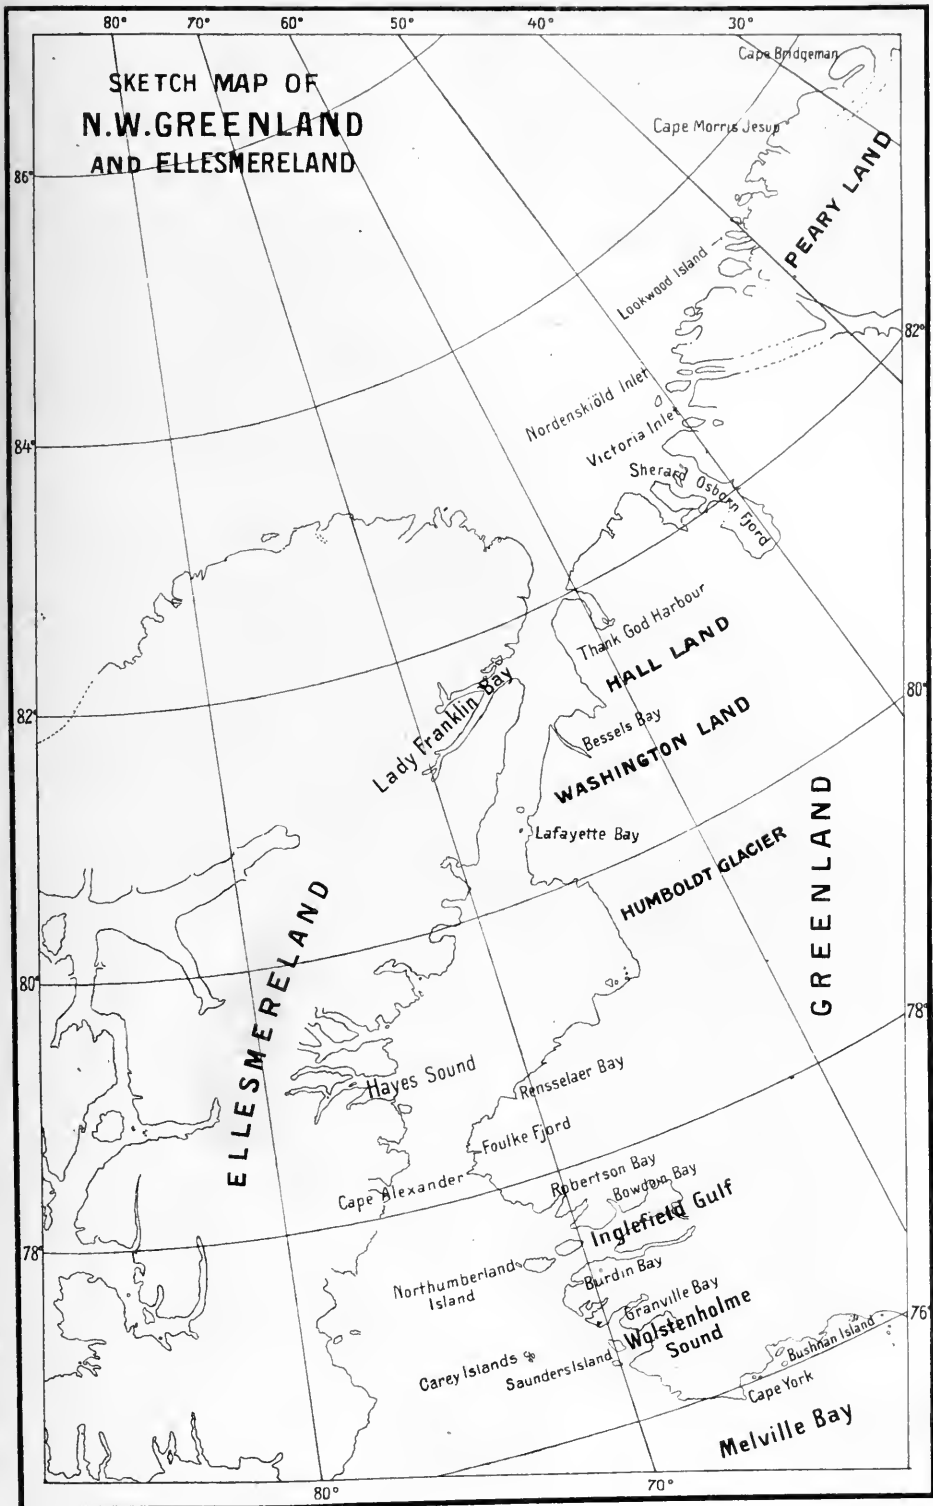 80° 70° 60° 50° 40° 30°
SKETCH MAP OF
N.W. GREENLAND
AND ELLESMERELAND
Cape Bridgeman
Cape Morris Jesup
86°
PEARY LAND
Lookwood Island
82°
Nordenskiöld Inlet
84°
Victoria Inlet
Sherard Osborn Fjord
Thank God Harbour
HALL LAND
80°
82°
Lady Franklin Bay
Bessels Bay
WASHINGTON LAND
Lafayette Bay
HUMBOLDT GLACIER
GREENLAND
ELLESMERELAND
80°
78°
Hayes Sound
Rensselaer Bay
Foulke Fjord
Cape Alexander
Robertson Bay
Bowdoin Bay
Inglefield Gulf
78°
Northumberland
Island
Burdin Bay
Granville Bay
Wolstenholme
Sound
76°
Bushnan Island
Carey Islands
Saunders Island
Cape York
Melville Bay
80° 70°